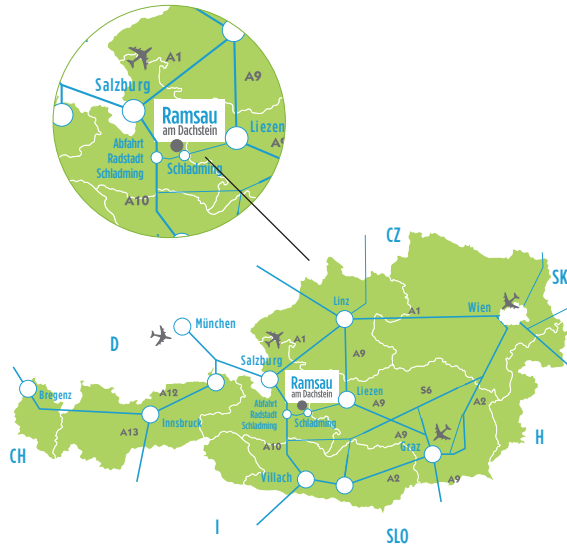 A1
A9
Salzburg
Ramsau
am Dachstein
Liezen
Abfahrt
Radstadt
Schladming
Schladming
A10
CZ
SK
Linz
A1
Wien
München
D
A1
A9
Salzburg
Ramsau
am Dachstein
Liezen
S6
A12
Bregenz
Abfahrt
Radstadt
Schladming
Schladming
A9
A2
Innsbruck
A13
A9
Graz
H
CH
A10
Villach
A2
A9
I
SLO